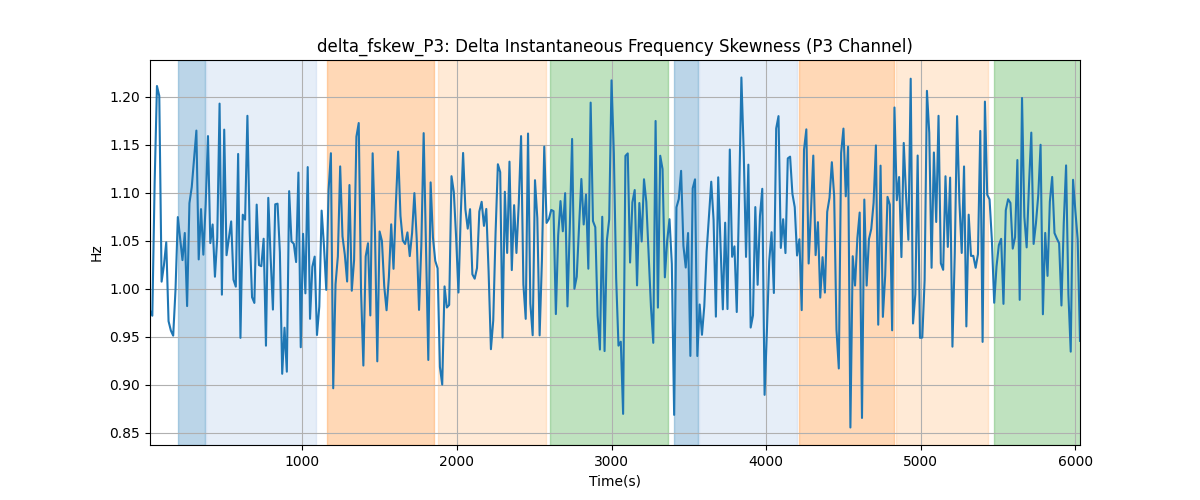 delta_fskew_P3: Delta Instantaneous Frequency Skewness (P3 Channel)
1.20
1.15
1.10
1.05
1.00
0.95
0.90
0.85
Hz
1000 2000 3000 4000 5000 6000
Time(s)